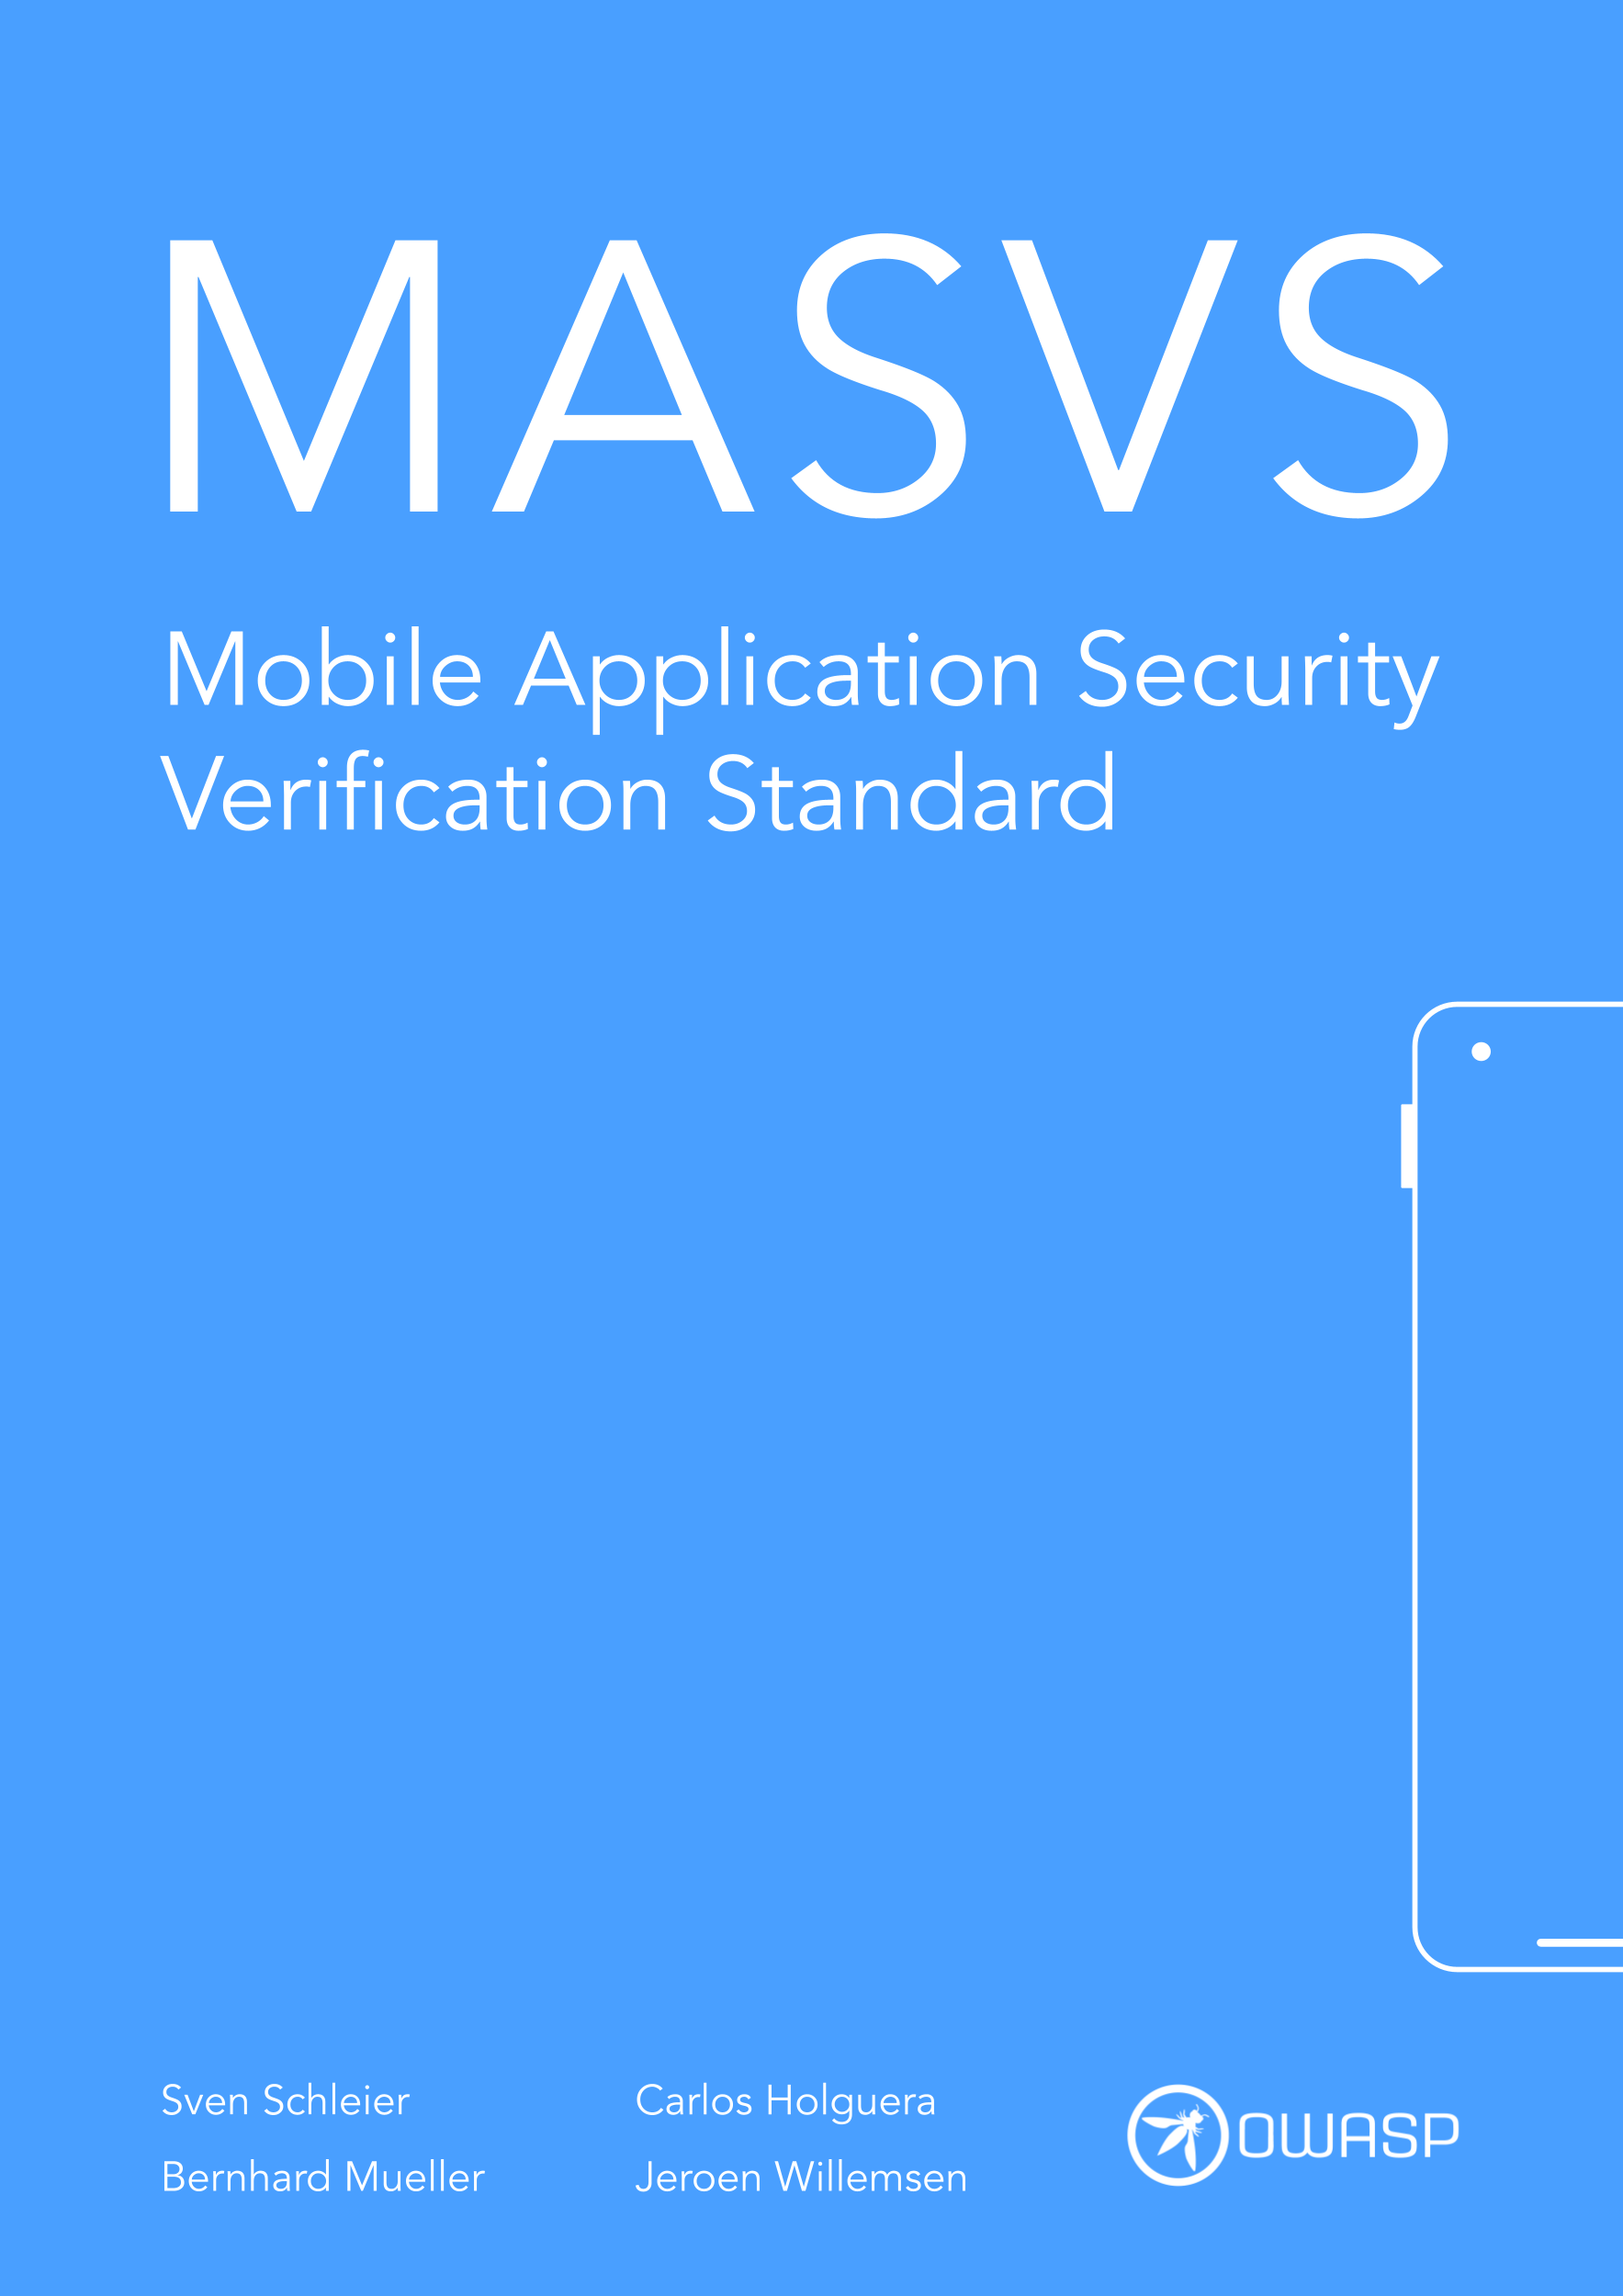 MASVS
Mobile Application Security
Verification Standard
Sven Schleier
Carlos Holguera
Bernhard Mueller
Jeroen Willemsen
OWASP